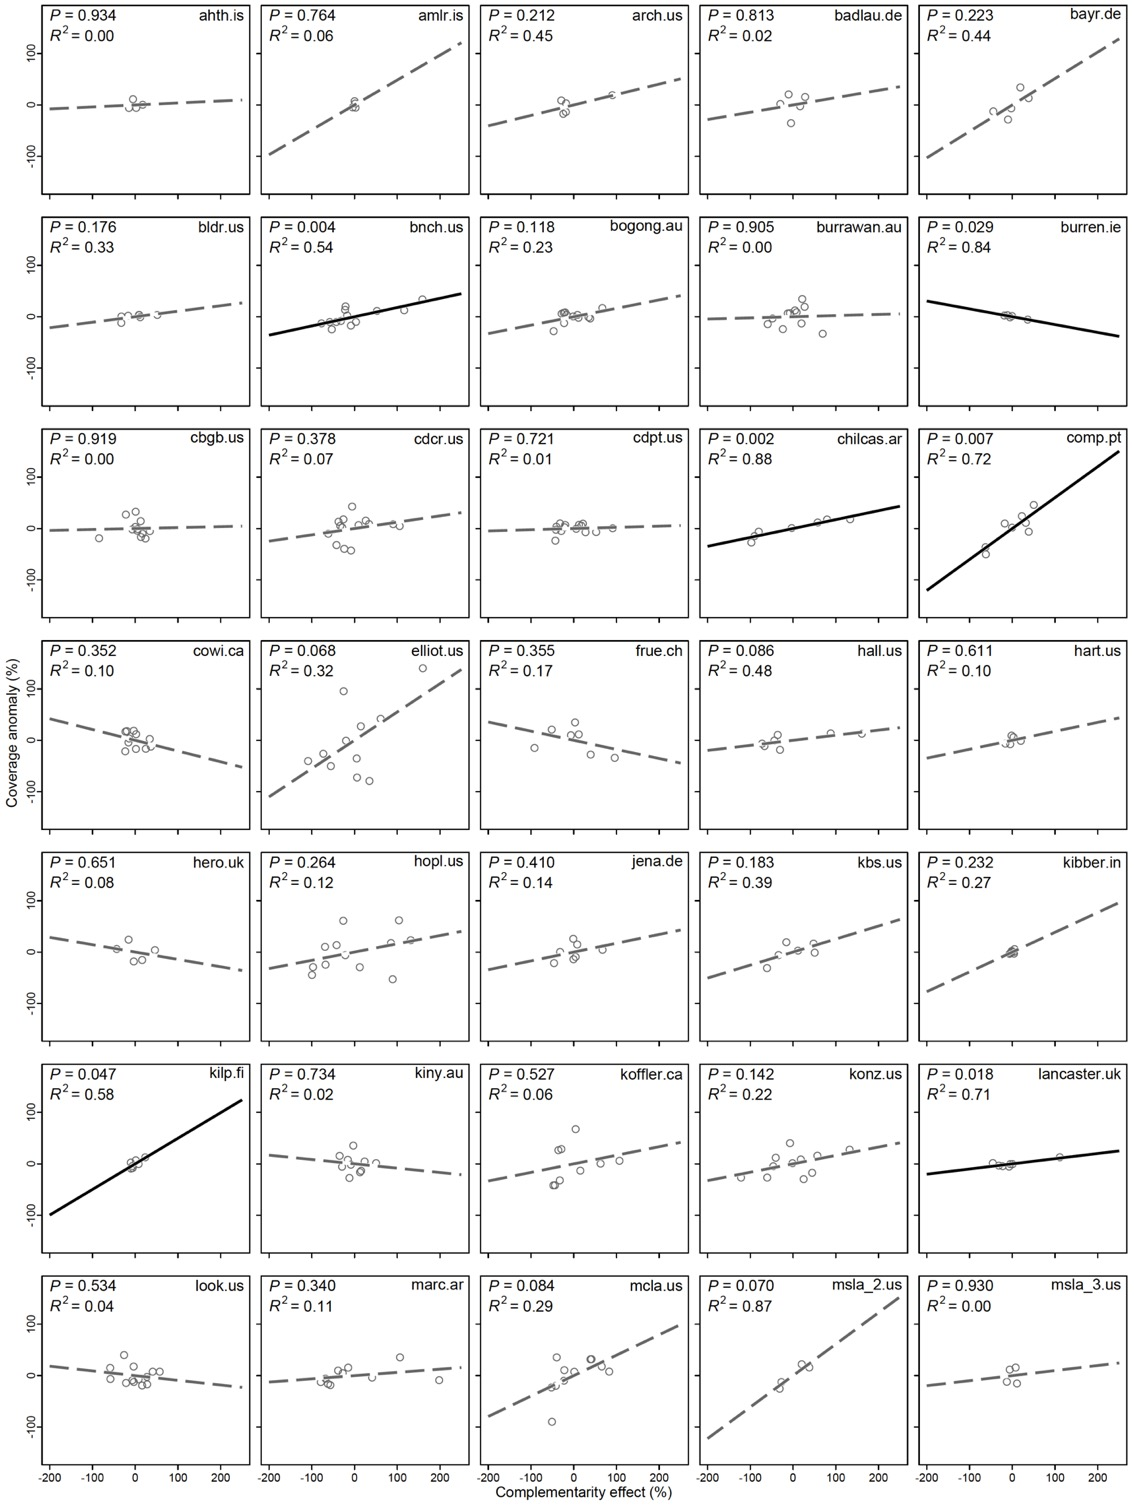 P = 0.934 ahth.is P = 0.764 amlr.is P = 0.212 arch.us P = 0.813 badlau.de P = 0.223 bayr.de
R2 = 0.00 R2 = 0.06 R2 = 0.45 R2 = 0.02 R2 = 0.44
100
0
-100
P = 0.176 bldr.us P = 0.004 bnch.us P = 0.118 bogong.au P = 0.905 burrawan.au P = 0.029 burren.ie
R2 = 0.33 R2 = 0.54 R2 = 0.23 R2 = 0.00 R2 = 0.84
100
0
-100
P = 0.919 cbgb.us P = 0.378 cdcr.us P = 0.721 cdpt.us P = 0.002 chilcas.ar P = 0.007 comp.pt
R2 = 0.00 R2 = 0.07 R2 = 0.01 R2 = 0.88 R2 = 0.72
100
0
-100
P = 0.352 cowi.ca P = 0.068 elliot.us P = 0.355 frue.ch P = 0.086 hall.us P = 0.611 hart.us
R2 = 0.10 R2 = 0.32 R2 = 0.17 R2 = 0.48 R2 = 0.10
100
0
-100
Coverage anomaly (%)
P = 0.651 hero.uk P = 0.264 hopl.us P = 0.410 jena.de P = 0.183 kbs.us P = 0.232 kibber.in
R2 = 0.08 R2 = 0.12 R2 = 0.14 R2 = 0.39 R2 = 0.27
100
0
-100
P = 0.047 kilp.fi P = 0.734 kiny.au P = 0.527 koffler.ca P = 0.142 konz.us P = 0.018 lancaster.uk
R2 = 0.58 R2 = 0.02 R2 = 0.06 R2 = 0.22 R2 = 0.71
100
0
-100
P = 0.534 look.us P = 0.340 marc.ar P = 0.084 mcla.us P = 0.070 msla_2.us P = 0.930 msla_3.us
R2 = 0.04 R2 = 0.11 R2 = 0.29 R2 = 0.87 R2 = 0.00
100
0
-100
-200 -100 0 100 200 -200 -100 0 100 200 -200 -100 0 100 200 -200 -100 0 100 200 -200 -100 0 100 200
Complementarity effect (%)